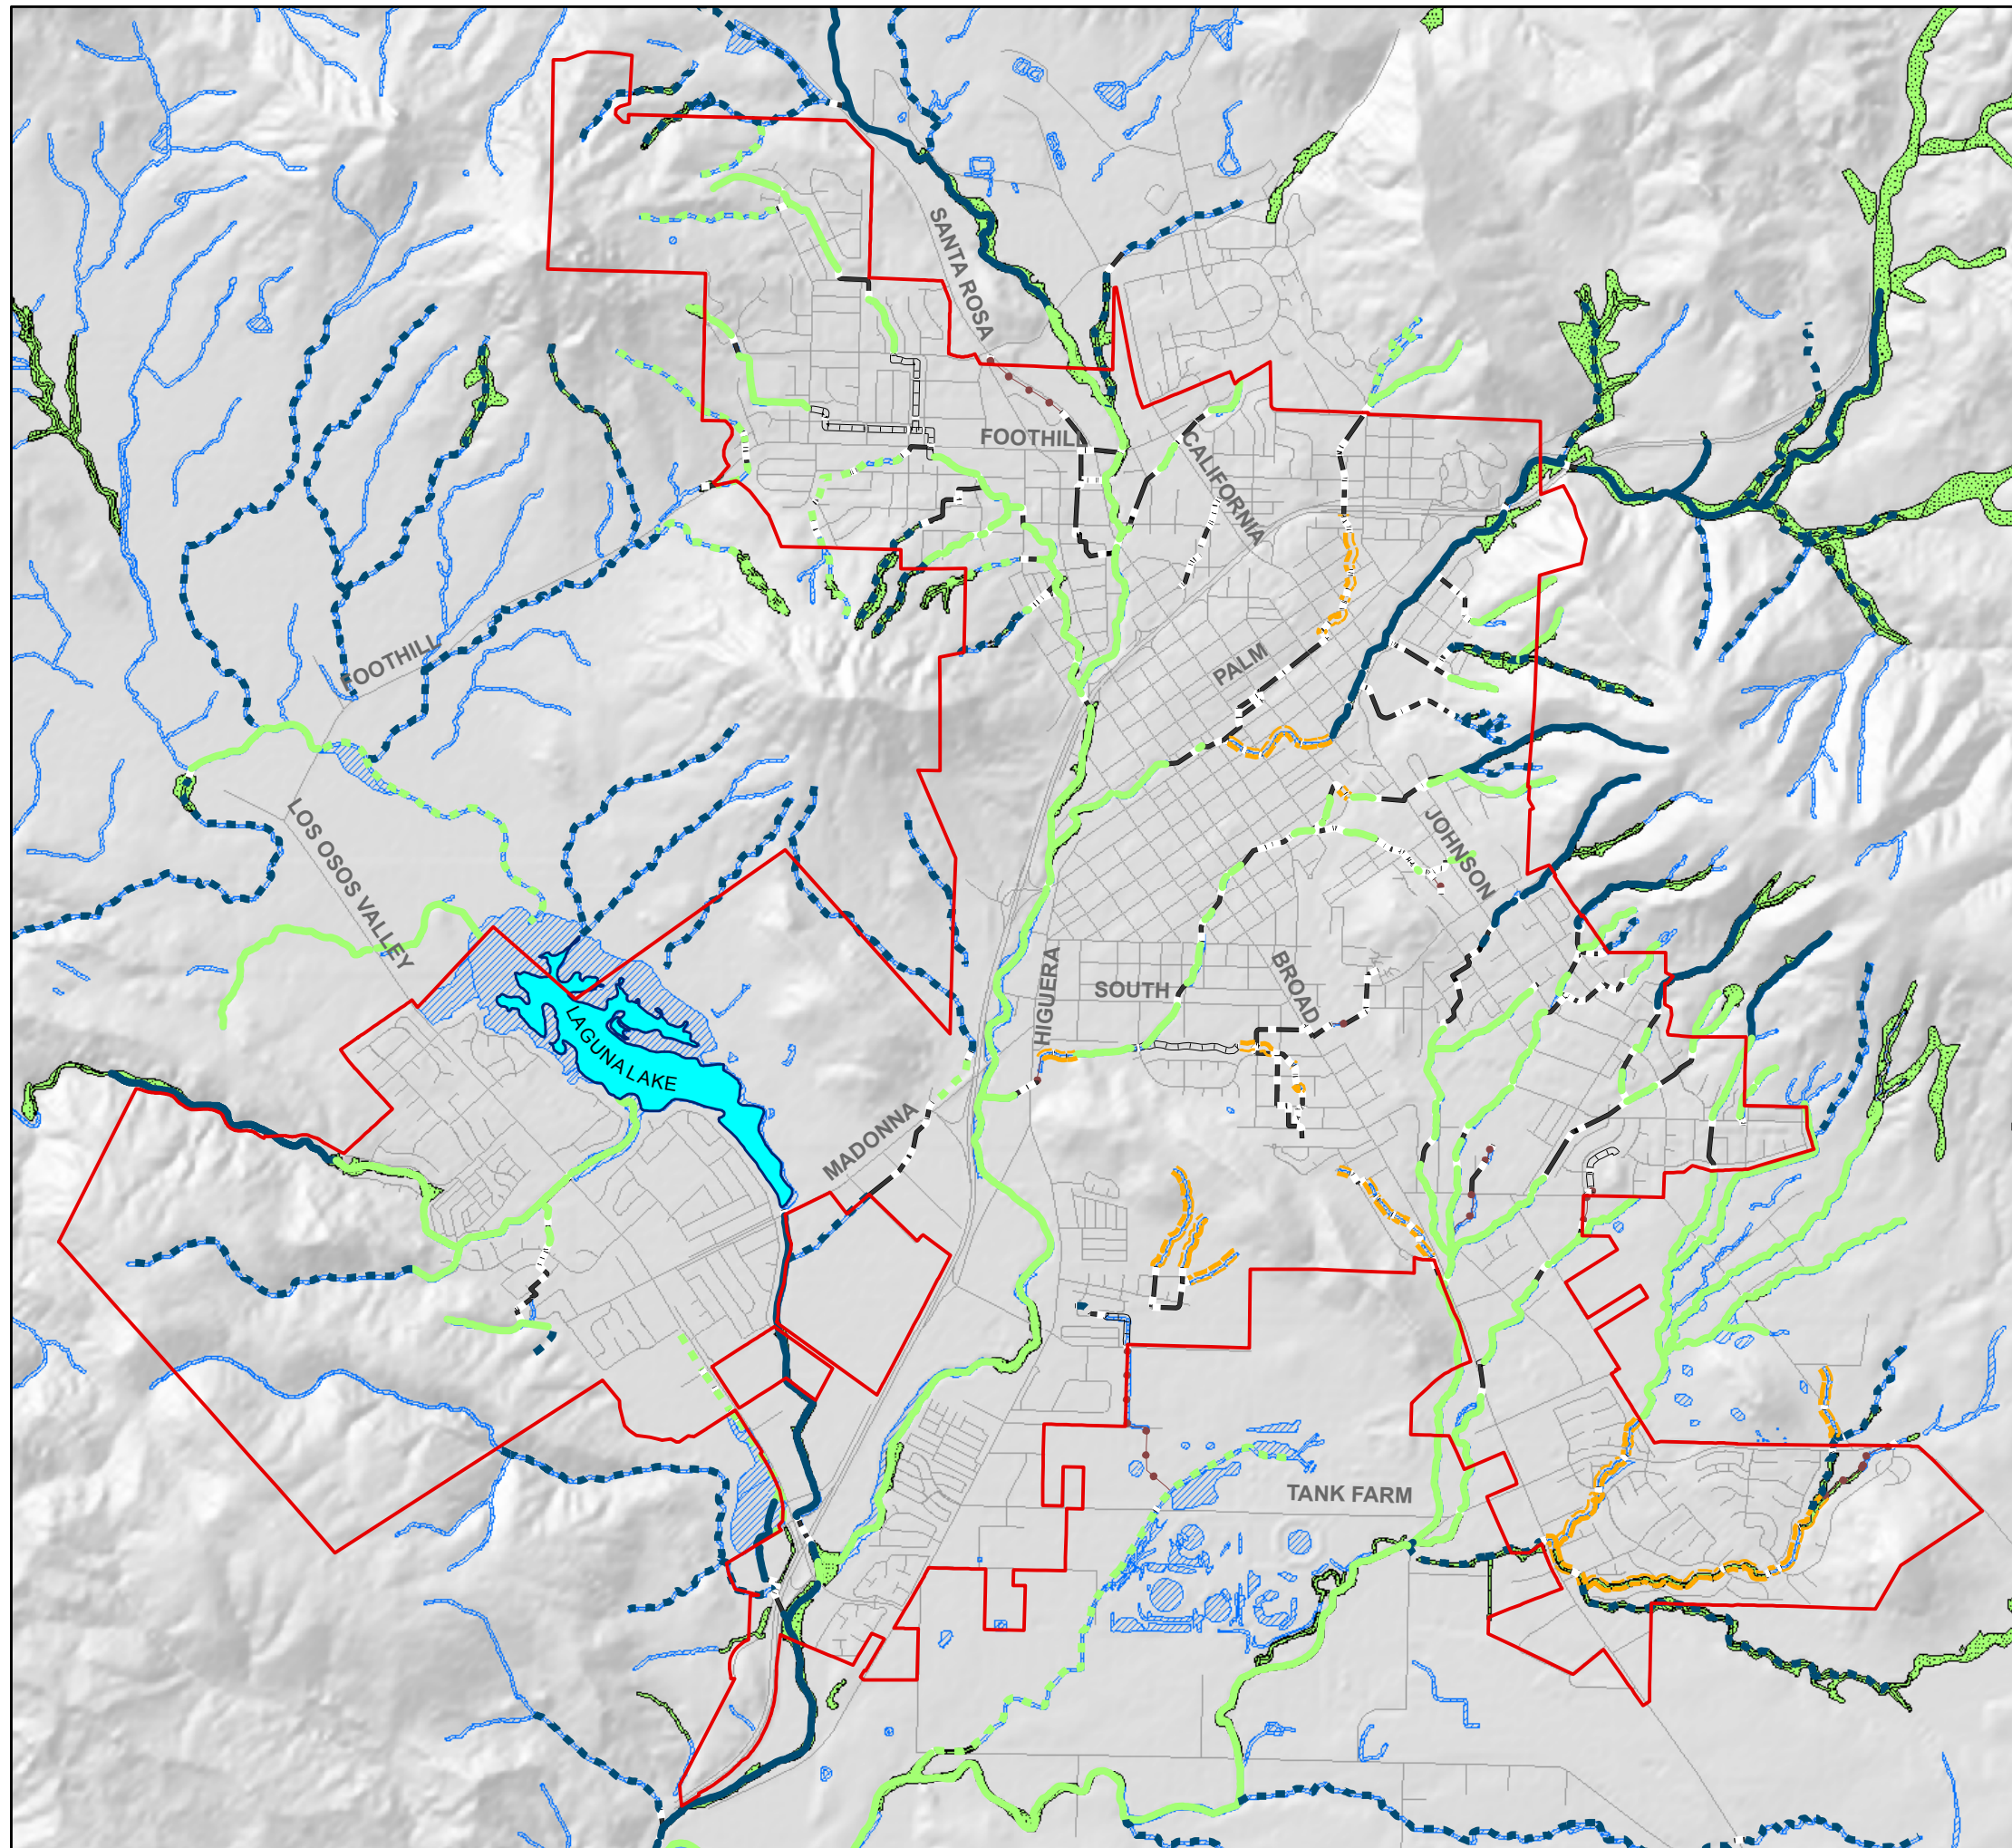 SANTA ROSA
FOOTHILL
CALIFORNIA
FOOTHILL
PALM
LOS OSOS VALLEY
JOHNSON
HIGUERA
SOUTH
BROAD
LAGUNA LAKE
MADONNA
TANK FARM